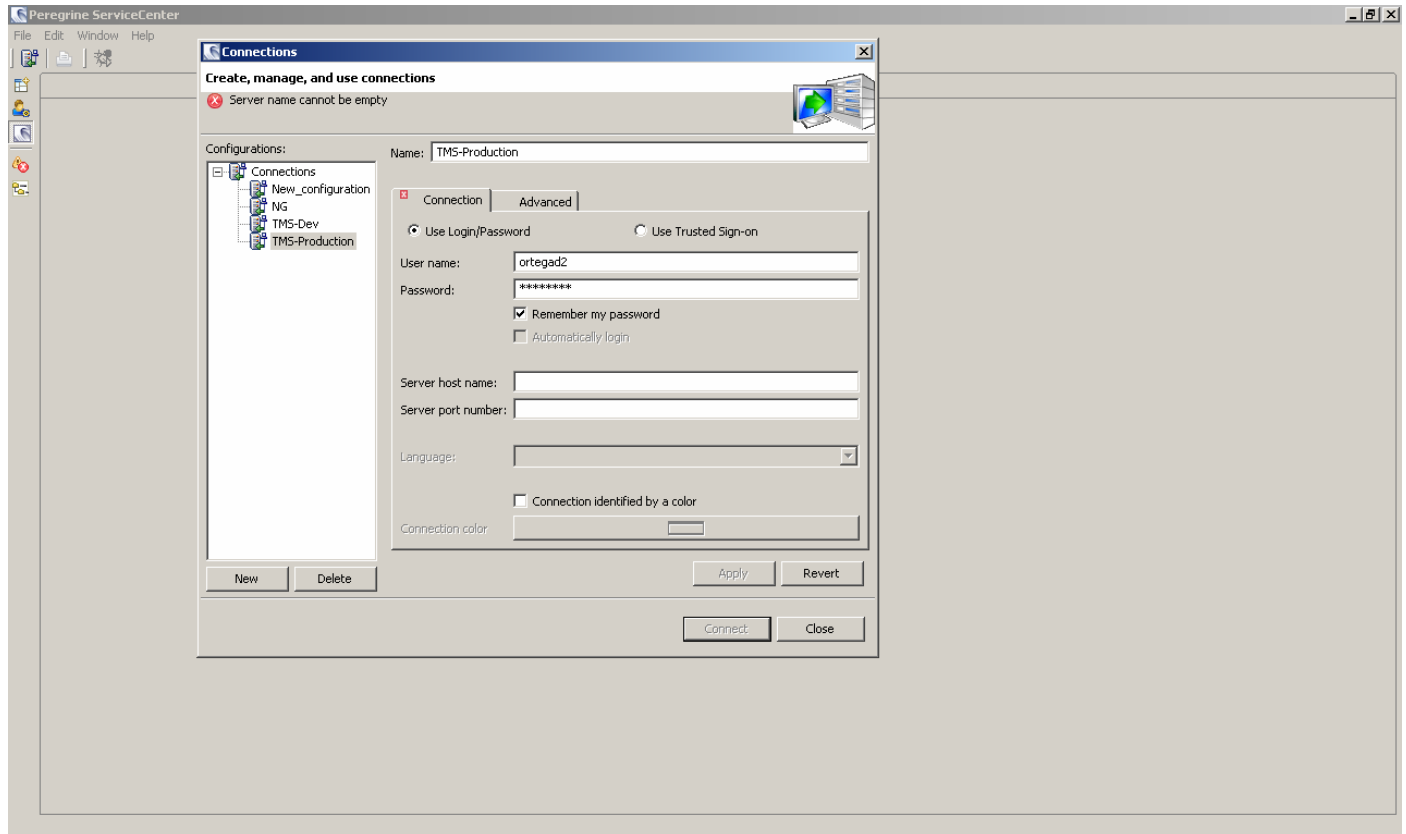 Peregrine ServiceCenter
File Edit Window Help
Connections
Create, manage, and use connections
Server name cannot be empty
Configurations:
Connections
New_configuration
NG
TMS-Dev
TMS-Production
Name: TMS-Production
Connection Advanced
Use Login/Password Use Trusted Sign-on
User name: ortegad2
Password: ********
Remember my password
Automatically login
Server host name:
Server port number:
Language:
Connection identified by a color
Connection color
New Delete
Apply Revert
Connect Close